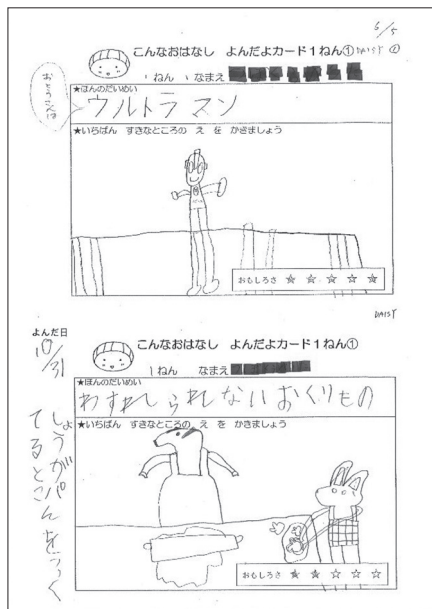 6/5
こんなおはなし よんだよカード1ねん① DAISY ②
1 ねん なまえ
★ほんのだいめい
おとうさんは
ウルトラマン
★いちばん すきなところの え を かきましょう
おもしろさ ★ ★ ★ ★ ★
DAISY
よんだ日
10/31
こんなおはなし よんだよカード1ねん①
1 ねん なまえ
★ほんのだいめい
わすれられないおくりもの
★いちばん すきなところの え を かきましょう
しょうがパンをつく
てるとこ
おもしろさ ★ ★ ☆ ☆ ☆